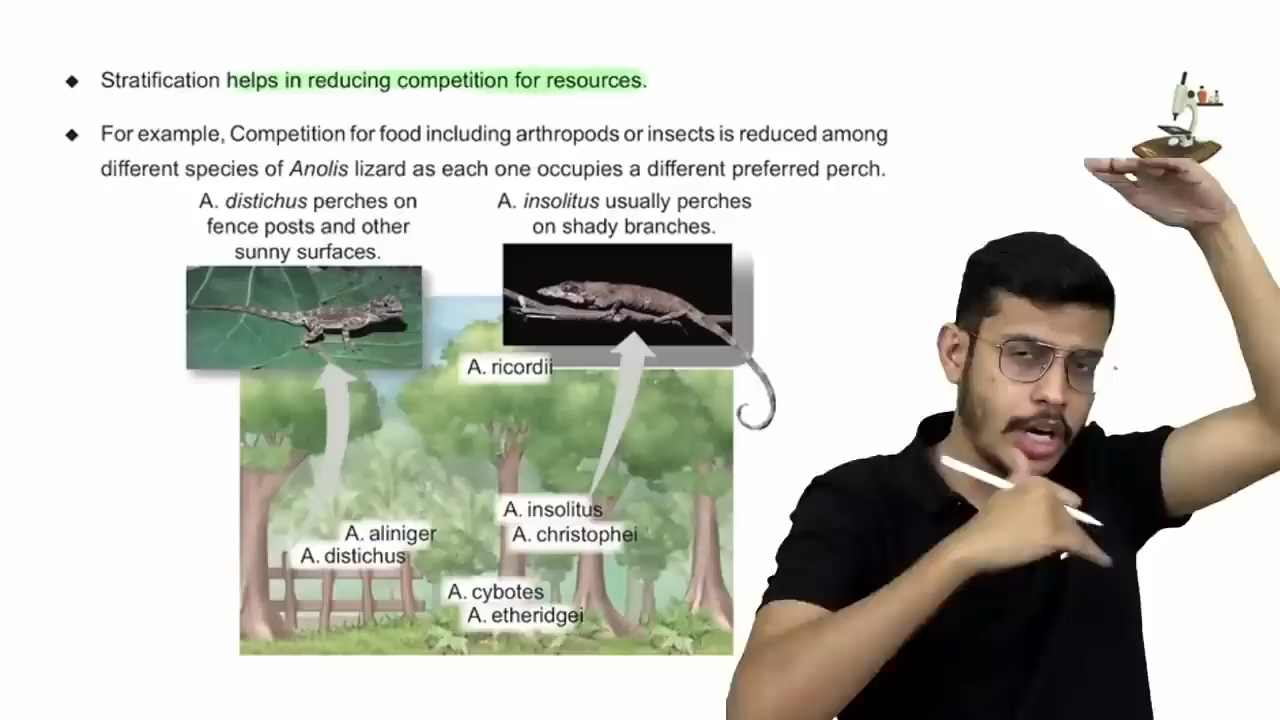 ◆ Stratification helps in reducing competition for resources.
◆ For example, Competition for food including arthropods or insects is reduced among
different species of Anolis lizard as each one occupies a different preferred perch.
A. distichus perches on
fence posts and other
sunny surfaces.
A. insolitus usually perches
on shady branches.
A. ricordii
A. insolitus
A. christophei
A. aliniger
A. distichus
A. cybotes
A. etheridgei